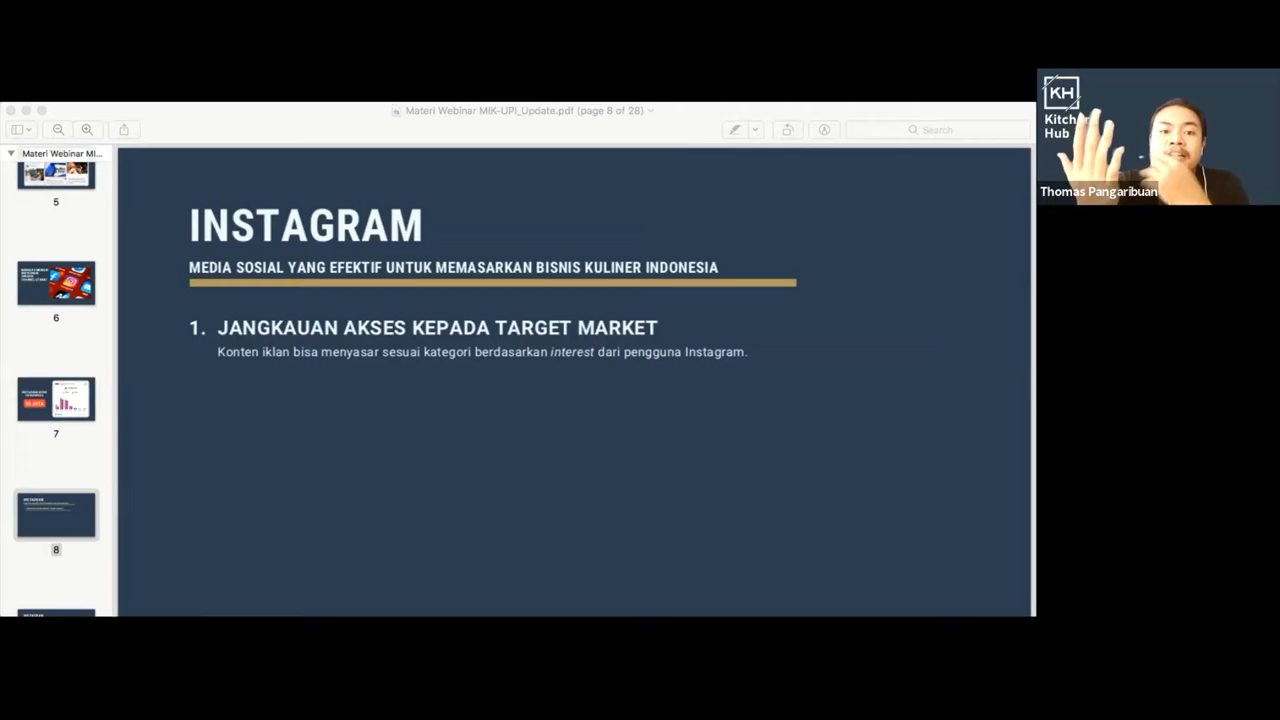 Materi Webinar MIK-UPI_Update.pdf (page 8 of 28)
Search
Materi Webinar MI...
5
6
7
8
INSTAGRAM
MEDIA SOSIAL YANG EFEKTIF UNTUK MEMASARKAN BISNIS KULINER INDONESIA
1. JANGKAUAN AKSES KEPADA TARGET MARKET
Konten iklan bisa menyasar sesuai kategori berdasarkan interest dari pengguna Instagram.
KH
Hub
Thomas Pangaribuan